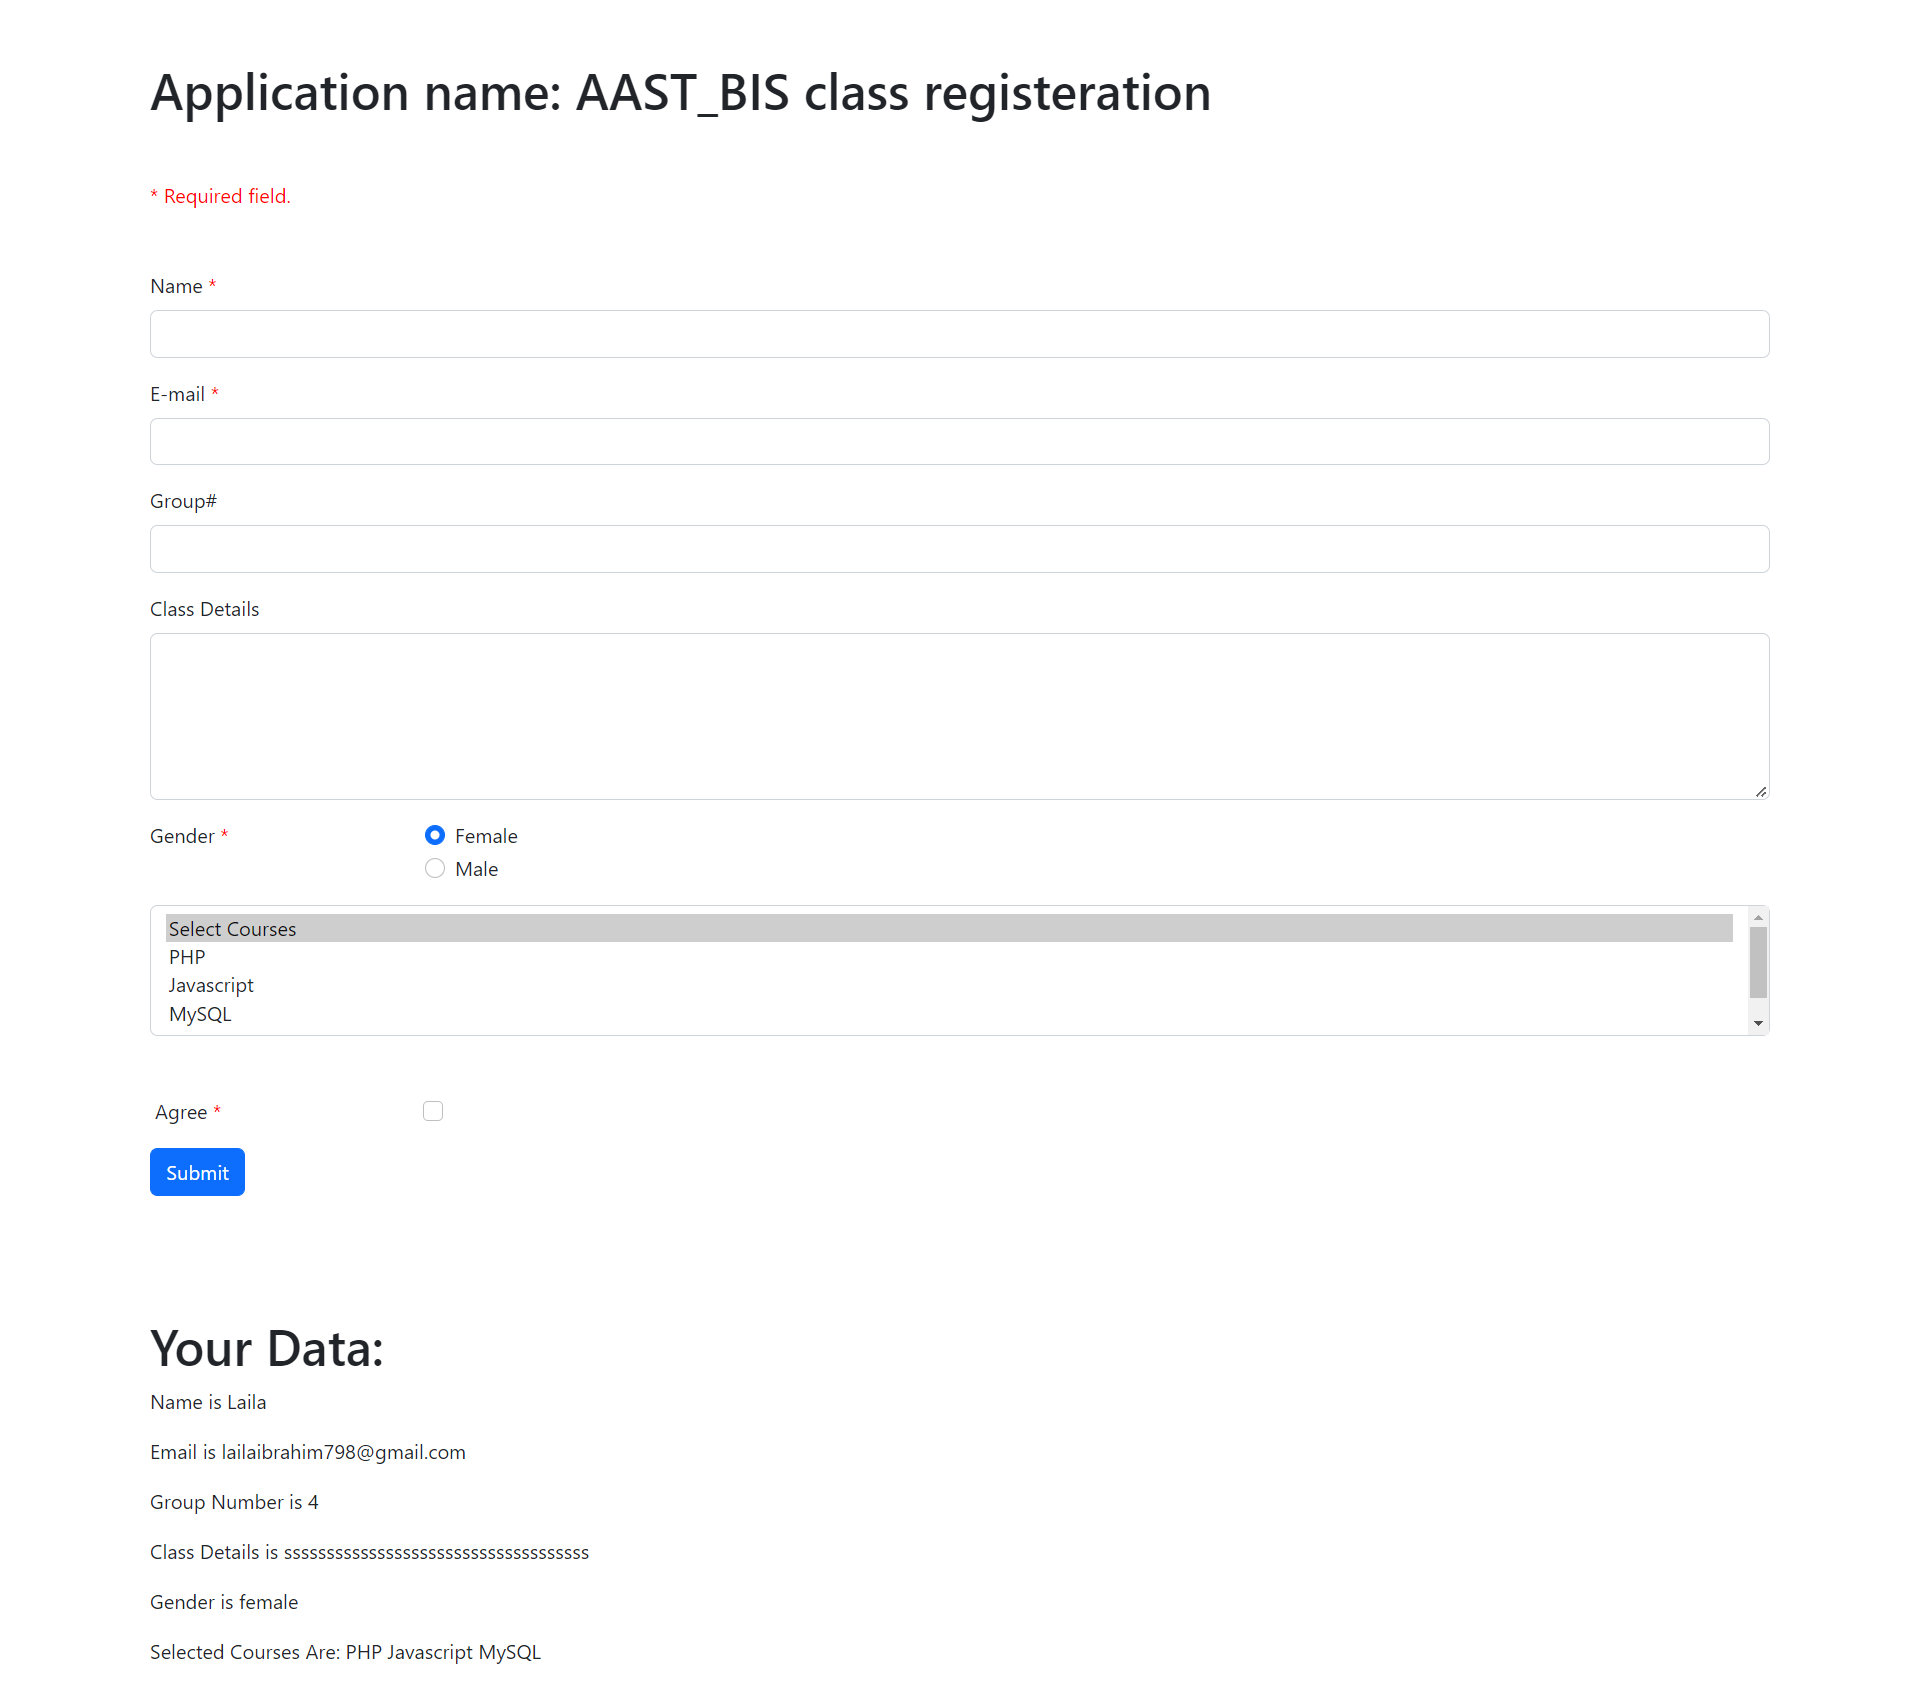 Application name: AAST_BIS class registeration
* Required field.
Name *
E-mail *
Group#
Class Details
Gender *
Female
Male
Select Courses
PHP
Javascript
MySQL
Agree *
Submit
Your Data:
Name is Laila
Email is lailaibrahim798@gmail.com
Group Number is 4
Class Details is ssssssssssssssssssssssssssssssssssss
Gender is female
Selected Courses Are: PHP Javascript MySQL